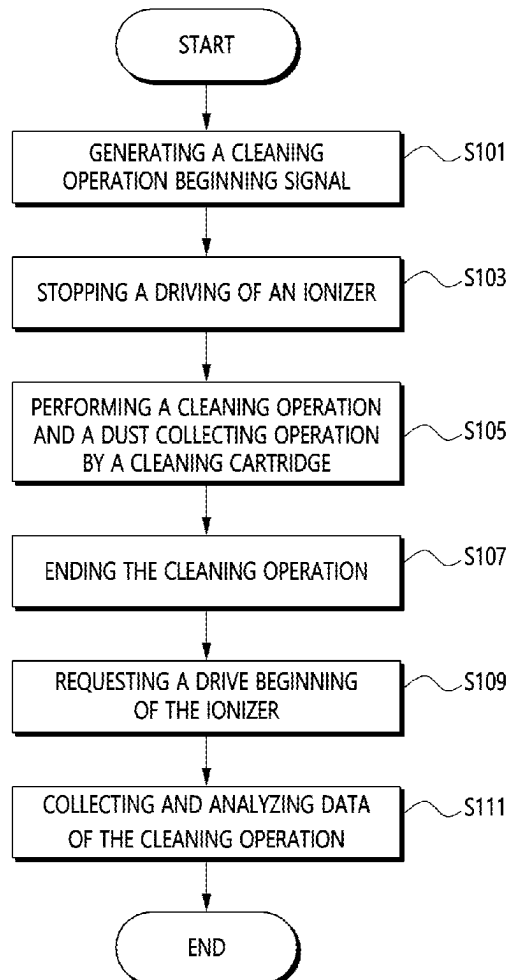 START
GENERATING A CLEANING
OPERATION BEGINNING SIGNAL
S101
STOPPING A DRIVING OF AN IONIZER
S103
PERFORMING A CLEANING OPERATION
AND A DUST COLLECTING OPERATION
BY A CLEANING CARTRIDGE
S105
ENDING THE CLEANING OPERATION
S107
REQUESTING A DRIVE BEGINNING
OF THE IONIZER
S109
COLLECTING AND ANALYZING DATA
OF THE CLEANING OPERATION
S111
END